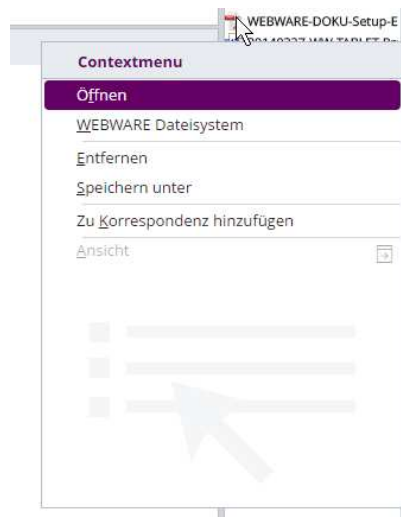 WEBWARE-DOKU-Setup-E
Contextmenu
Öffnen
WEBWARE Dateisystem
Entfernen
Speichern unter
Zu Korrespondenz hinzufügen
Ansicht